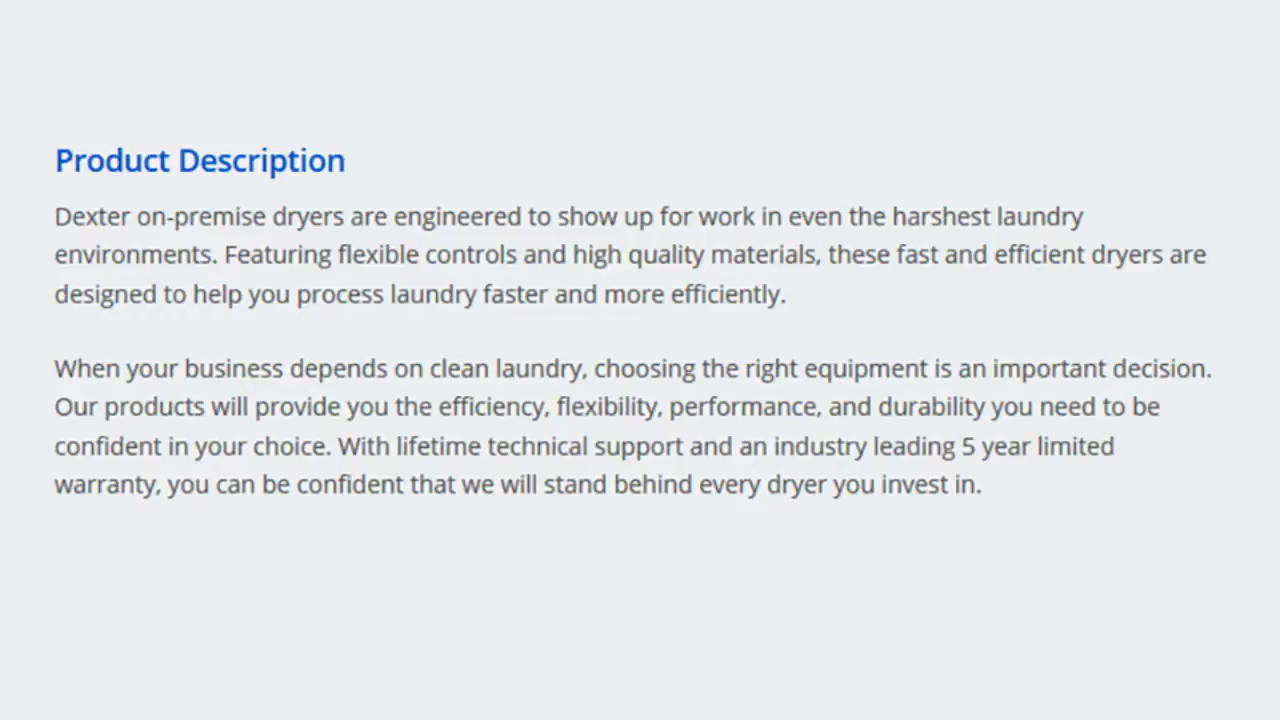 Product Description
Dexter on-premise dryers are engineered to show up for work in even the harshest laundry
environments. Featuring flexible controls and high quality materials, these fast and efficient dryers are
designed to help you process laundry faster and more efficiently.
When your business depends on clean laundry, choosing the right equipment is an important decision.
Our products will provide you the efficiency, flexibility, performance, and durability you need to be
confident in your choice. With lifetime technical support and an industry leading 5 year limited
warranty, you can be confident that we will stand behind every dryer you invest in.